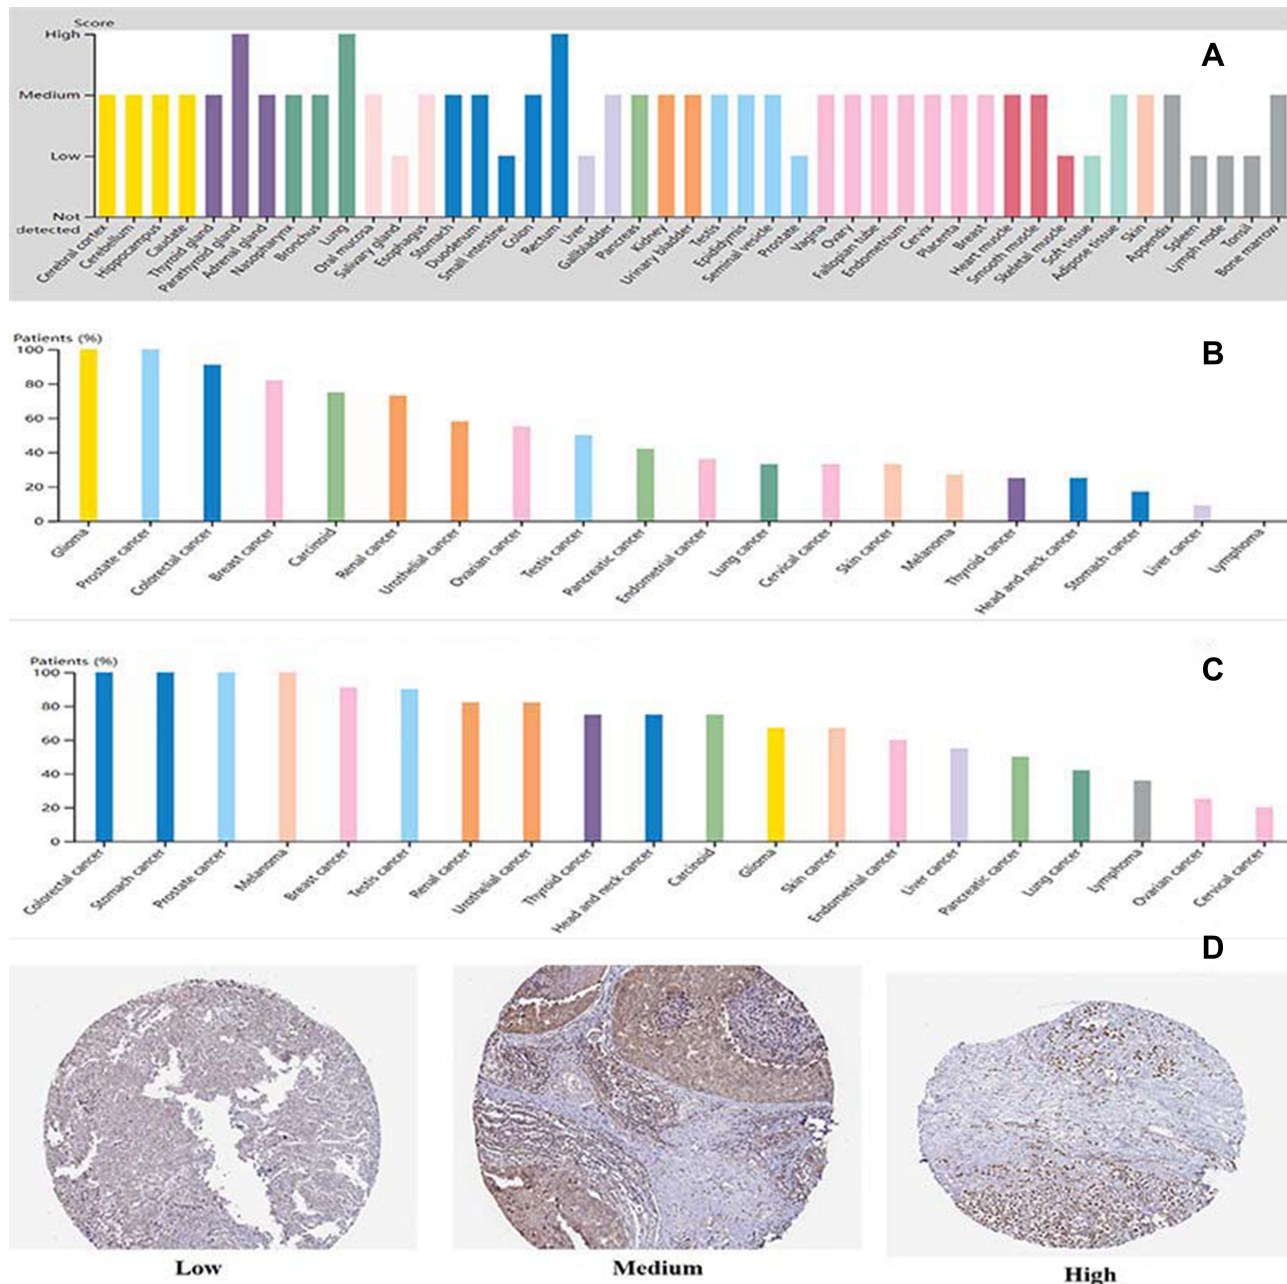 Score
A
High
Medium
Low
Not
detected
Cerebral cortex
Cerebellum
Hippocampus
Caudate
Thyroid gland
Parathyroid gland
Adrenal gland
Nasopharynx
Bronchus
Lung
Oral mucosa
Salivary gland
Esophagus
Stomach
Duodenum
Small intestine
Colon
Rectum
Liver
Gallbladder
Pancreas
Kidney
Urinary bladder
Testis
Epididymis
Seminal vesicle
Prostate
Vagina
Ovary
Fallopian tube
Endometrium
Cervix
Placenta
Breast
Heart muscle
Smooth muscle
Skeletal muscle
Soft tissue
Adipose tissue
Skin
Appendix
Spleen
Lymph node
Tonsil
Bone marrow
Patients (%)
B
100
80
60
40
20
0
Glioma
Prostate cancer
Colorectal cancer
Breast cancer
Carcinoid
Renal cancer
Urothelial cancer
Ovarian cancer
Testis cancer
Pancreatic cancer
Endometrial cancer
Lung cancer
Cervical cancer
Skin cancer
Melanoma
Thyroid cancer
Head and neck cancer
Stomach cancer
Liver cancer
Lymphoma
Patients (%)
C
100
80
60
40
20
0
Colorectal cancer
Stomach cancer
Prostate cancer
Melanoma
Breast cancer
Testis cancer
Renal cancer
Urothelial cancer
Thyroid cancer
Head and neck cancer
Carcinoid
Glioma
Skin cancer
Endometrial cancer
Liver cancer
Pancreatic cancer
Lung cancer
Lymphoma
Ovarian cancer
Cervical cancer
D
Low
Medium
High